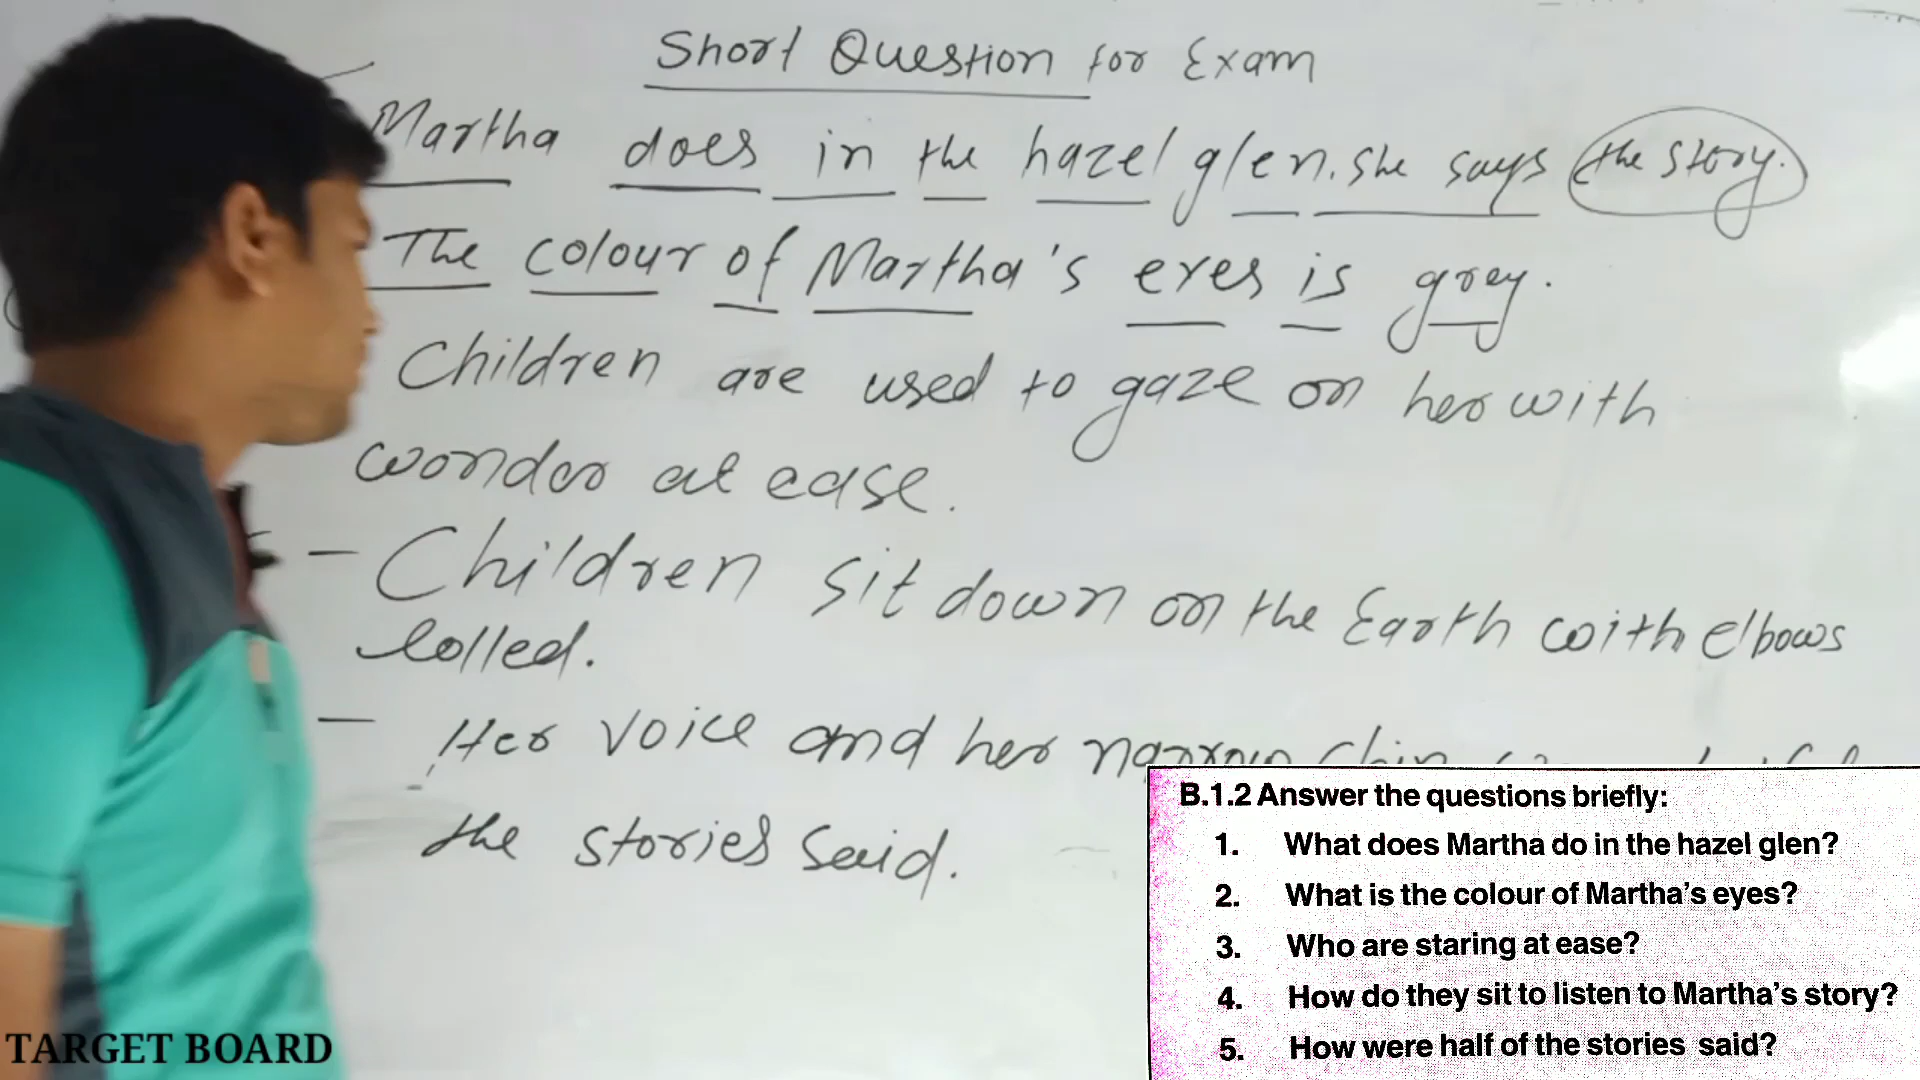 Short Question for Exam
Martha does in the hazel glen. She says the story.
The colour of Martha's eyes is grey.
Children are used to gaze on her with
wonder at ease.
— Children sit down on the Earth with elbows
lolled.
— Her voice and her narrow chin
the stories said.
B.1.2 Answer the questions briefly:
1. What does Martha do in the hazel glen?
2. What is the colour of Martha's eyes?
3. Who are staring at ease?
4. How do they sit to listen to Martha's story?
5. How were half of the stories said?
TARGET BOARD